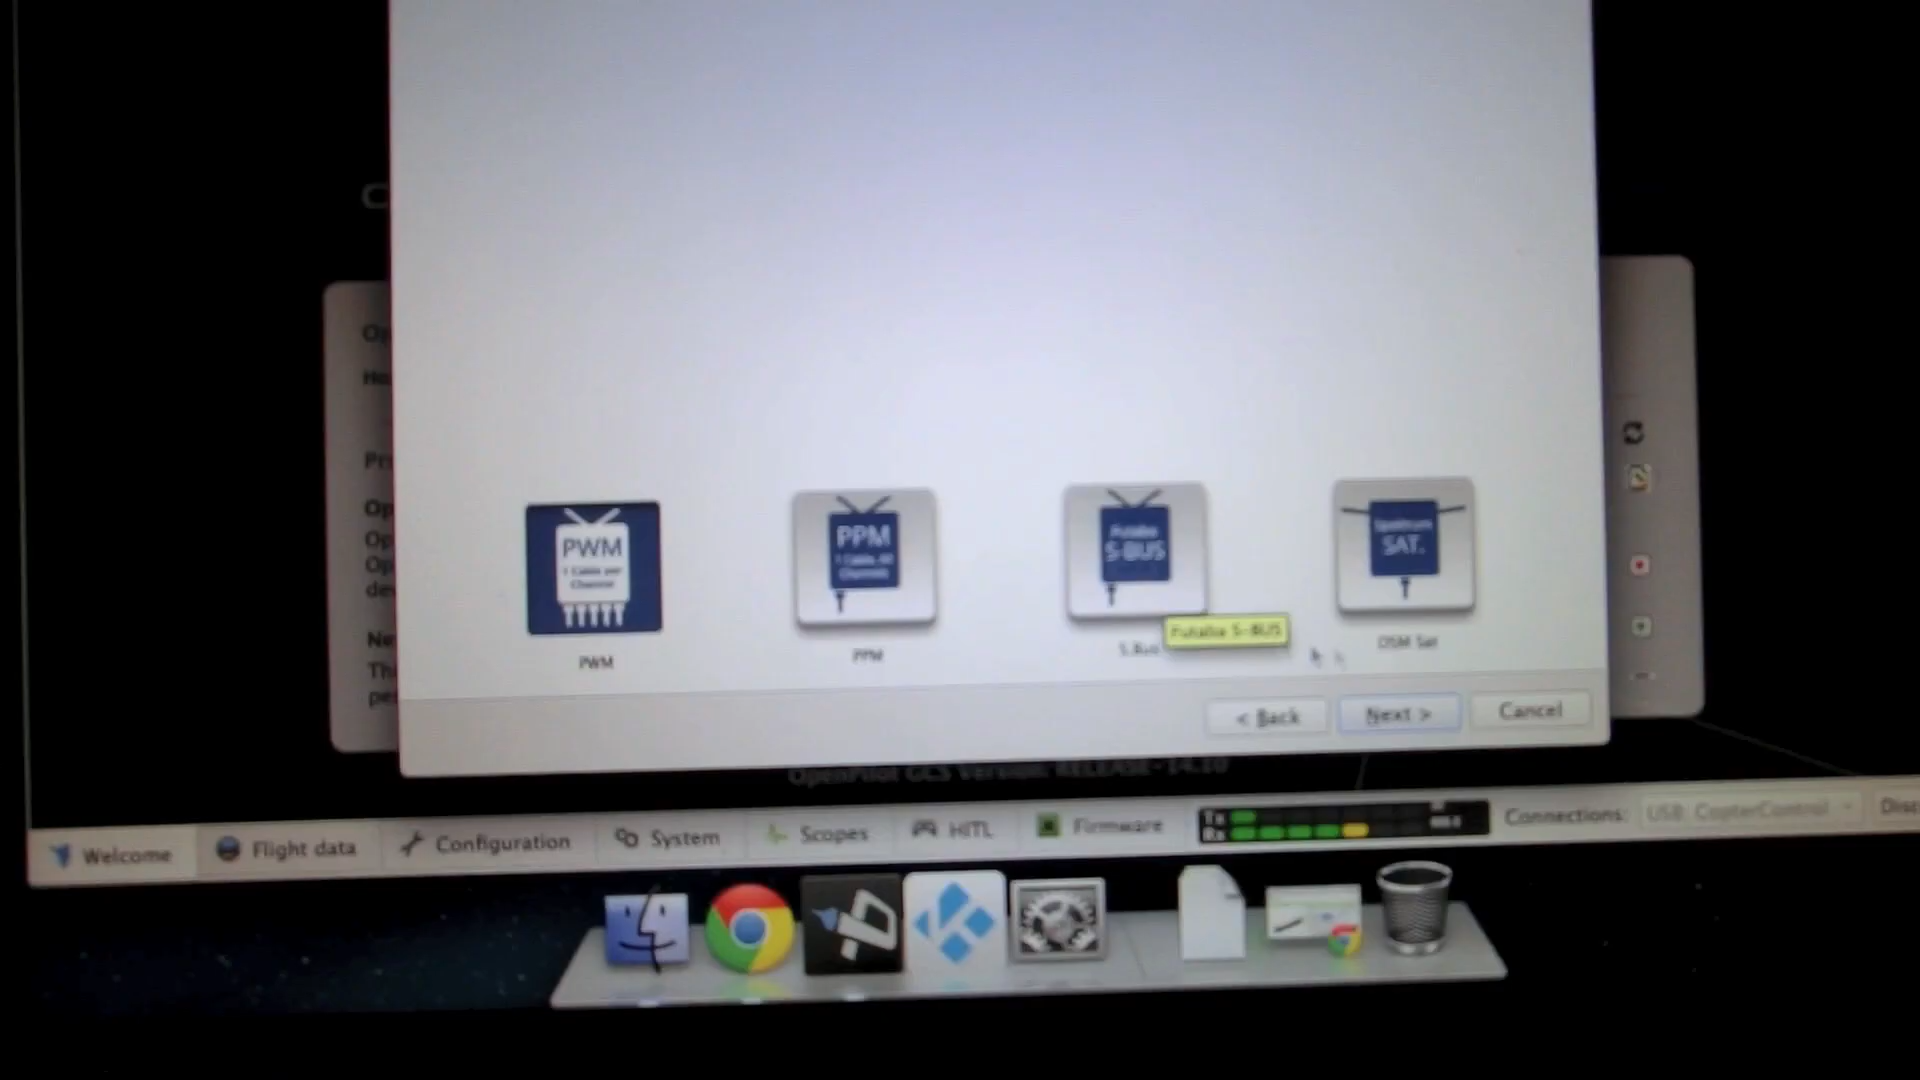 PWM
1 Cable per
Channel
PPM
1 Cable, All
Channels
Futaba
S-BUS
Spektrum
SAT.
PWM
PPM
S.Bus
Futaba S-BUS
DSM Sat
< Back
Next >
Cancel
OpenPilot GCS Version: RELEASE-14.10
Welcome
Flight data
Configuration
System
Scopes
HITL
Firmware
Tx
Rx
Connections:
USB: CopterControl